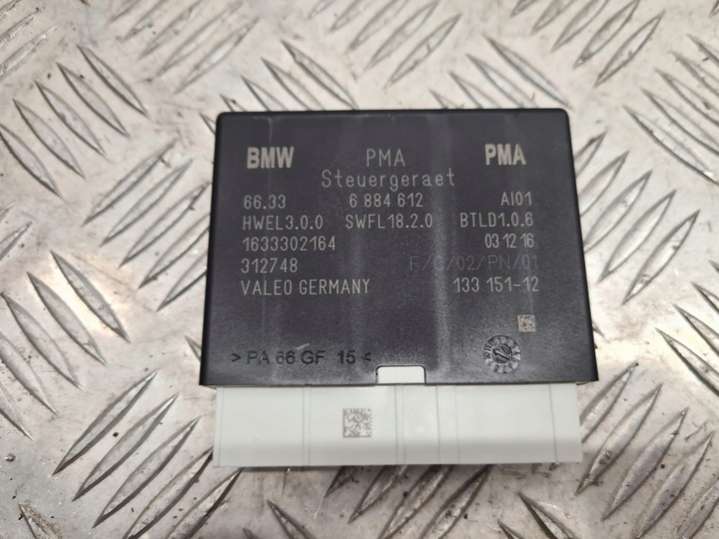 BMW PMA PMA
Steuergeraet
66.33 6 884 612 AI01
HWEL3.0.0 SWFL18.2.0 BTLD1.0.6
1633302164 03 12 16
312748 F/C/02/PN/01
VALEO GERMANY 133 151-12
> PA 66 GF 15 <